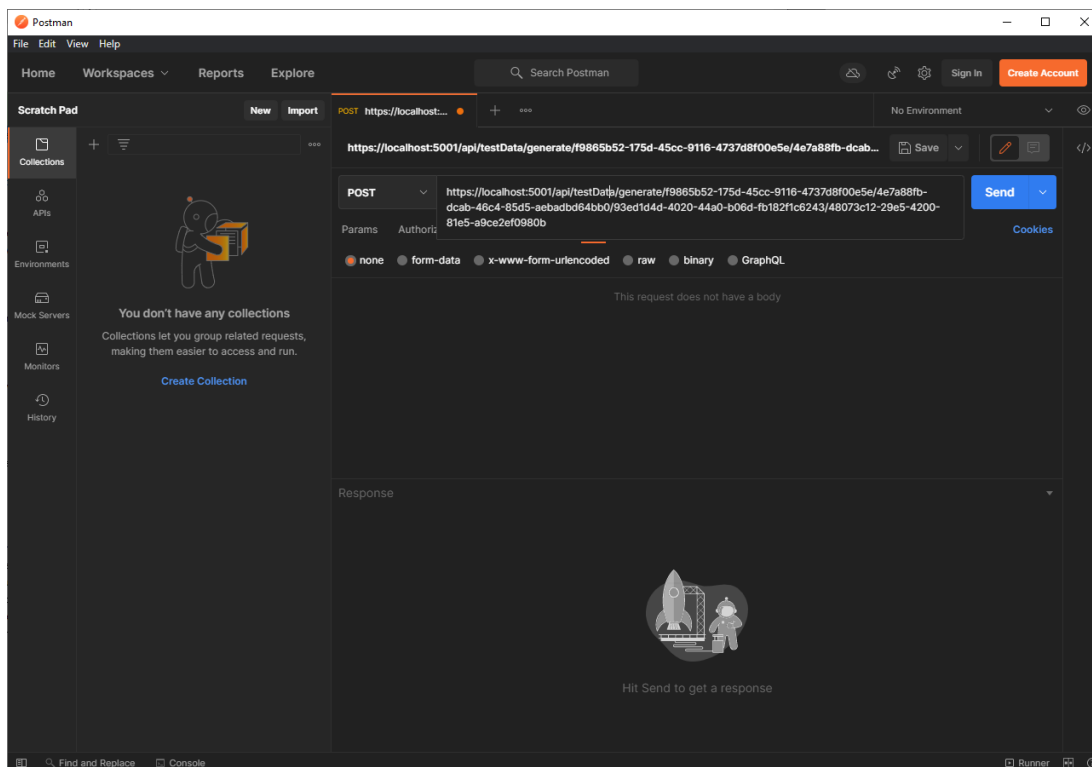 Postman
File Edit View Help
Home Workspaces Reports Explore
Search Postman
Sign In
Create Account
Scratch Pad
New Import
POST https://localhost:...
No Environment
Collections
APIs
Environments
Mock Servers
Monitors
History
You don't have any collections
Collections let you group related requests,
making them easier to access and run.
Create Collection
https://localhost:5001/api/testData/generate/f9865b52-175d-45cc-9116-4737d8f00e5e/4e7a88fb-dcab...
Save
POST
https://localhost:5001/api/testData/generate/f9865b52-175d-45cc-9116-4737d8f00e5e/4e7a88fb-
dcab-46c4-85d5-aebadbd64bb0/93ed1d4d-4020-44a0-b06d-fb182f1c6243/48073c12-29e5-4200-
81e5-a9ce2ef0980b
Send
Params Authoriz
Cookies
none form-data x-www-form-urlencoded raw binary GraphQL
This request does not have a body
Response
Hit Send to get a response
Find and Replace Console
Runner